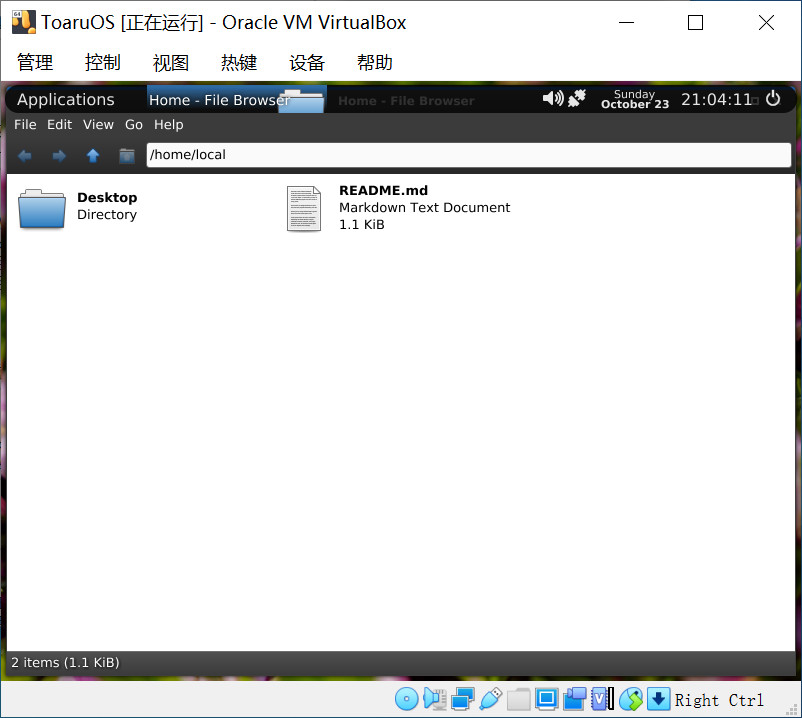 ToaruOS [正在运行] - Oracle VM VirtualBox
管理 控制 视图 热键 设备 帮助
Applications Home - File Browser Home - File Browser Sunday October 23 21:04:11
File Edit View Go Help
/home/local
Desktop
Directory
README.md
Markdown Text Document
1.1 KiB
2 items (1.1 KiB)
Right Ctrl